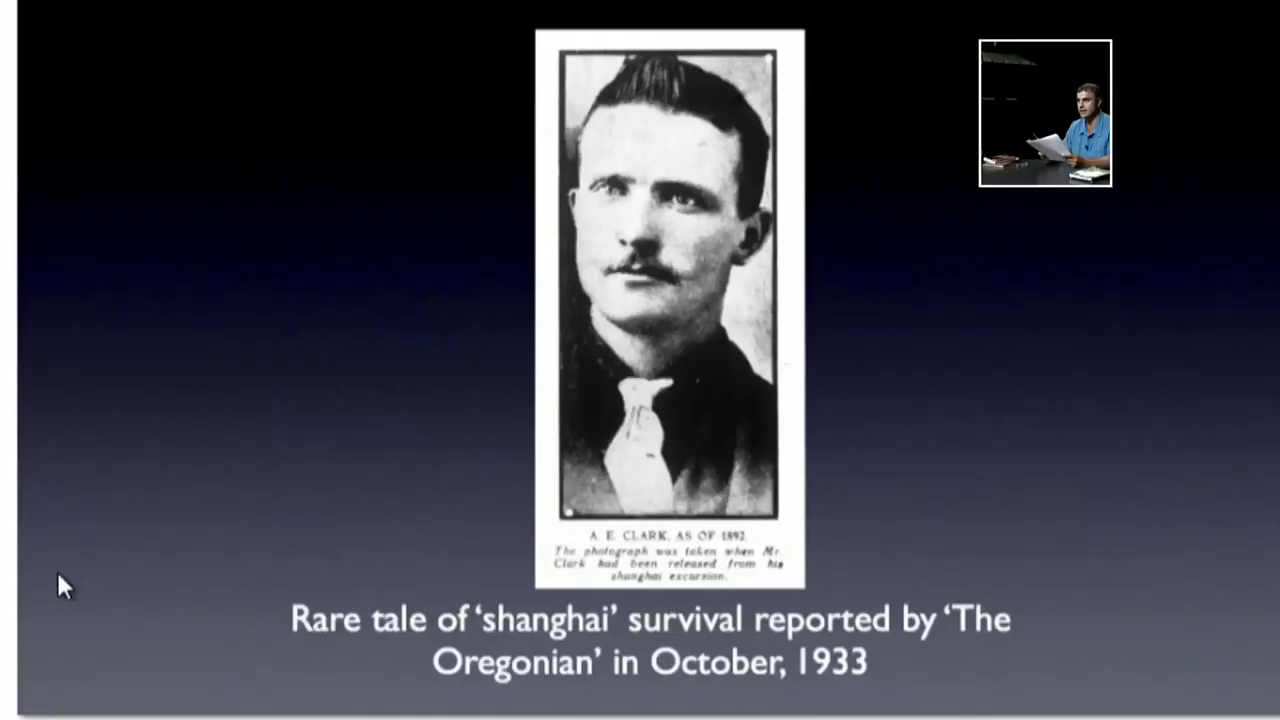 A. E. CLARK, AS OF 1892.
The photograph was taken when Mr.
Clark had been released from his
shanghai excursion.
Rare tale of ‘shanghai’ survival reported by ‘The
Oregonian’ in October, 1933